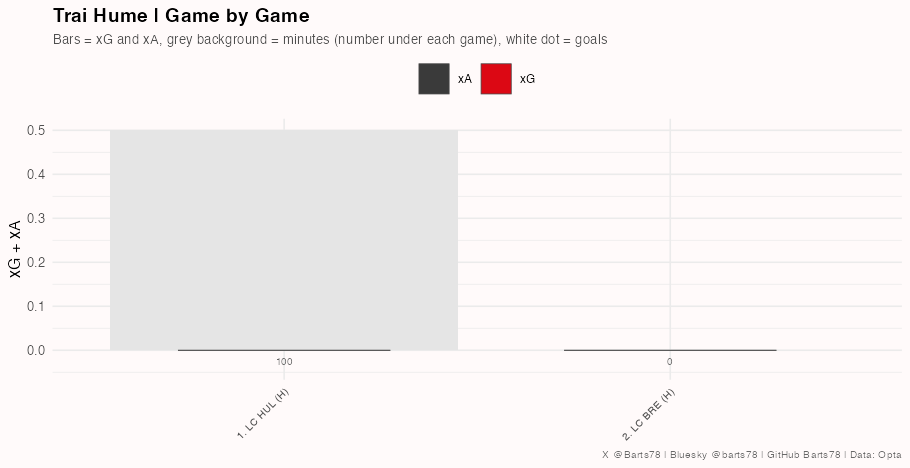 Trai Hume | Game by Game
Bars = xG and xA, grey background = minutes (number under each game), white dot = goals
xA xG
xG + xA
0.5
0.4
0.3
0.2
0.1
0.0
100 0
1. LC HUL (H) 2. LC BRE (H)
X @Barts78 | Bluesky @barts78 | GitHub Barts78 | Data: Opta